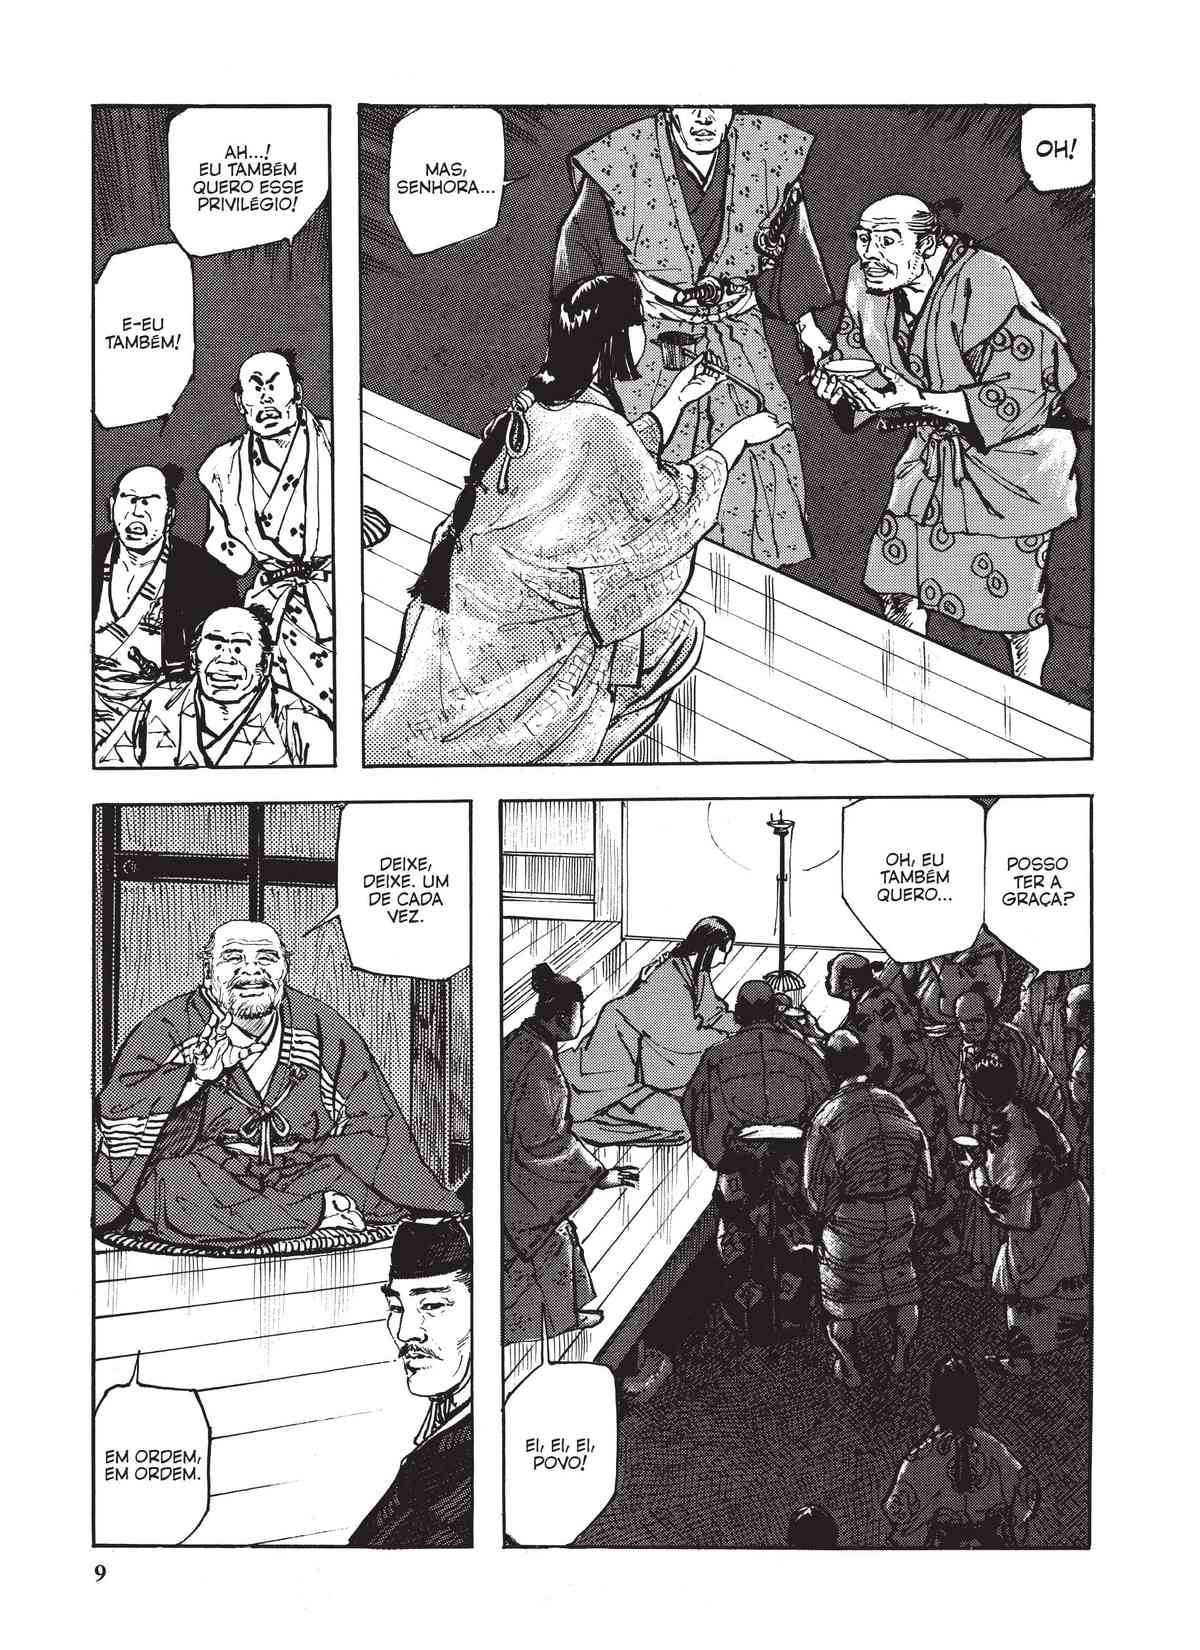 OH!
MAS,
SENHORA...
AH...!
EU TAMBÉM
QUERO ESSE
PRIVILÉGIO!
E-EU
TAMBÉM!
POSSO
TER A
GRAÇA?
OH, EU
TAMBÉM
QUERO...
EI, EI, EI,
POVO!
DEIXE,
DEIXE. UM
DE CADA
VEZ.
EM ORDEM,
EM ORDEM.
9